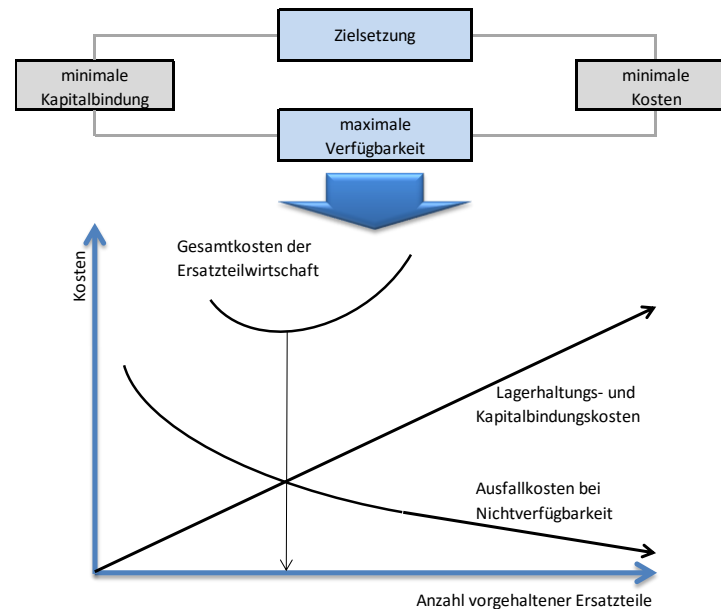 Zielsetzung
minimale
Kapitalbindung
minimale
Kosten
maximale
Verfügbarkeit
Kosten
Gesamtkosten der
Ersatzteilwirtschaft
Lagerhaltungs- und
Kapitalbindungskosten
Ausfallkosten bei
Nichtverfügbarkeit
Anzahl vorgehaltener Ersatzteile